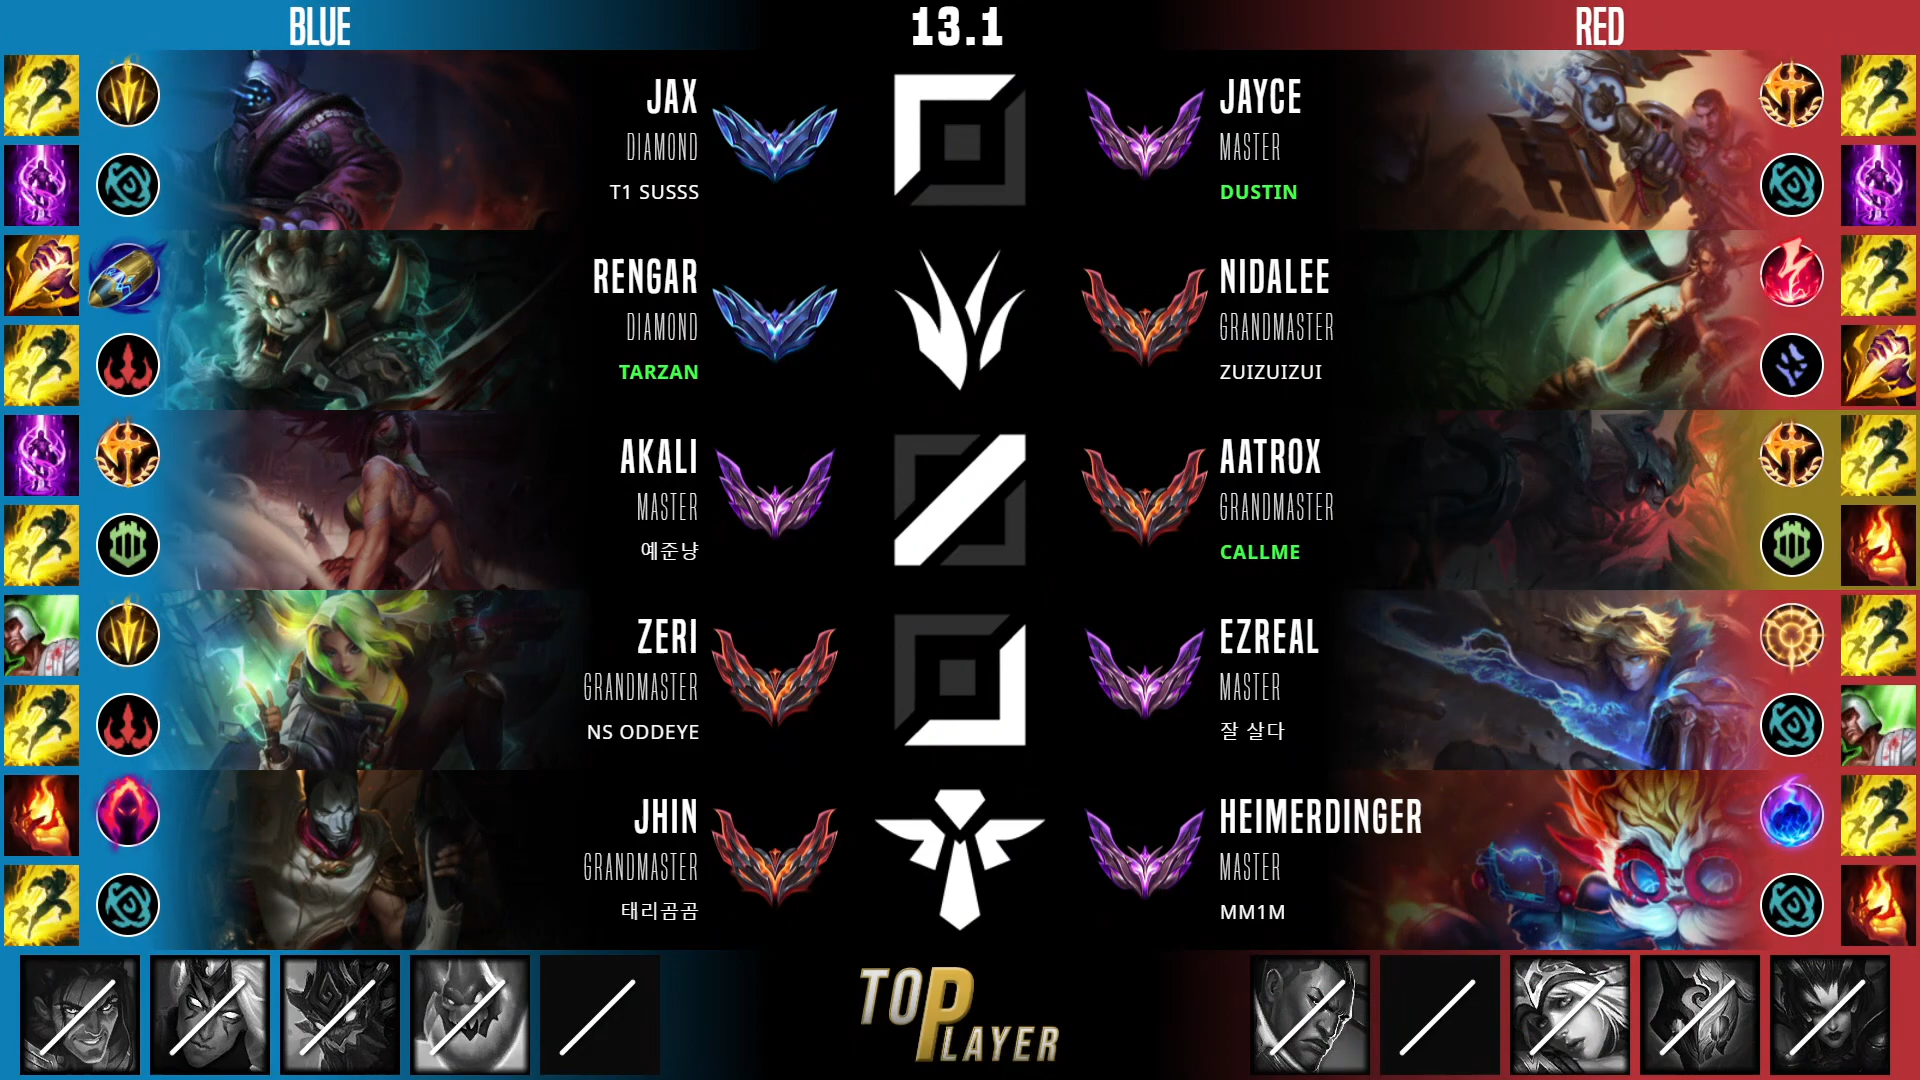 BLUE
13.1
RED
JAX
DIAMOND
T1 SUSSS
JAYCE
MASTER
DUSTIN
RENGAR
DIAMOND
TARZAN
NIDALEE
GRANDMASTER
ZUIZUIZUI
AKALI
MASTER
예준냥
AATROX
GRANDMASTER
CALLME
ZERI
GRANDMASTER
NS ODDEYE
EZREAL
MASTER
잘 살다
JHIN
GRANDMASTER
태리곰곰
HEIMERDINGER
MASTER
MM1M
TOP
PLAYER